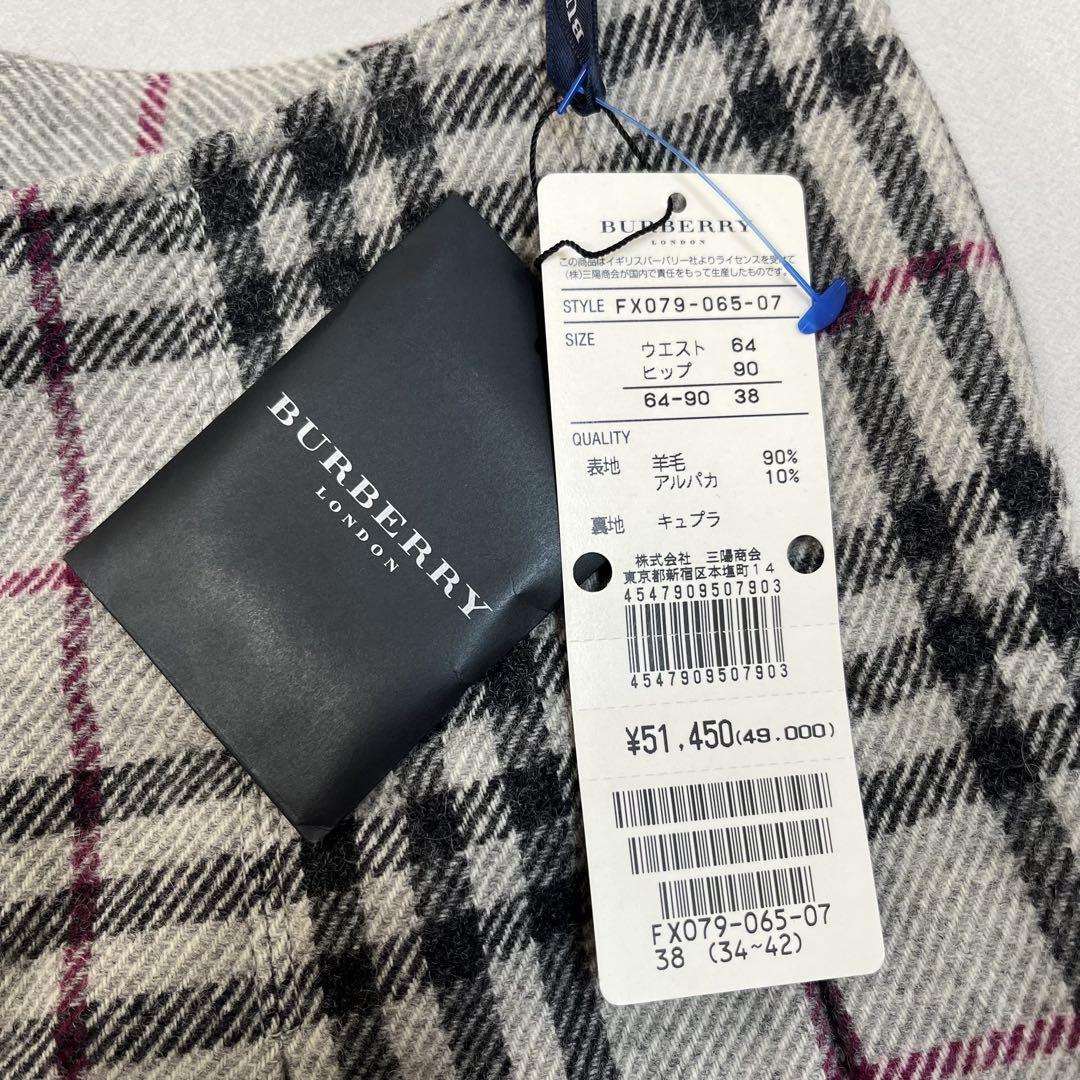 BU
BURBERRY
LONDON
BURBERRY
LONDON
この商品はイギリスバーバリー社よりライセンスを受けて
(株)三陽商会が国内で責任をもって生産したものです。
STYLE FX079-065-07
SIZE
ウエスト 64
ヒップ 90
64-90 38
QUALITY
表地 羊毛 90%
アルパカ 10%
裏地 キュプラ
株式会社 三陽商会
東京都新宿区本塩町14
4547909507903
4547909507903
¥51,450(49.000)
FX079-065-07
38 (34~42)